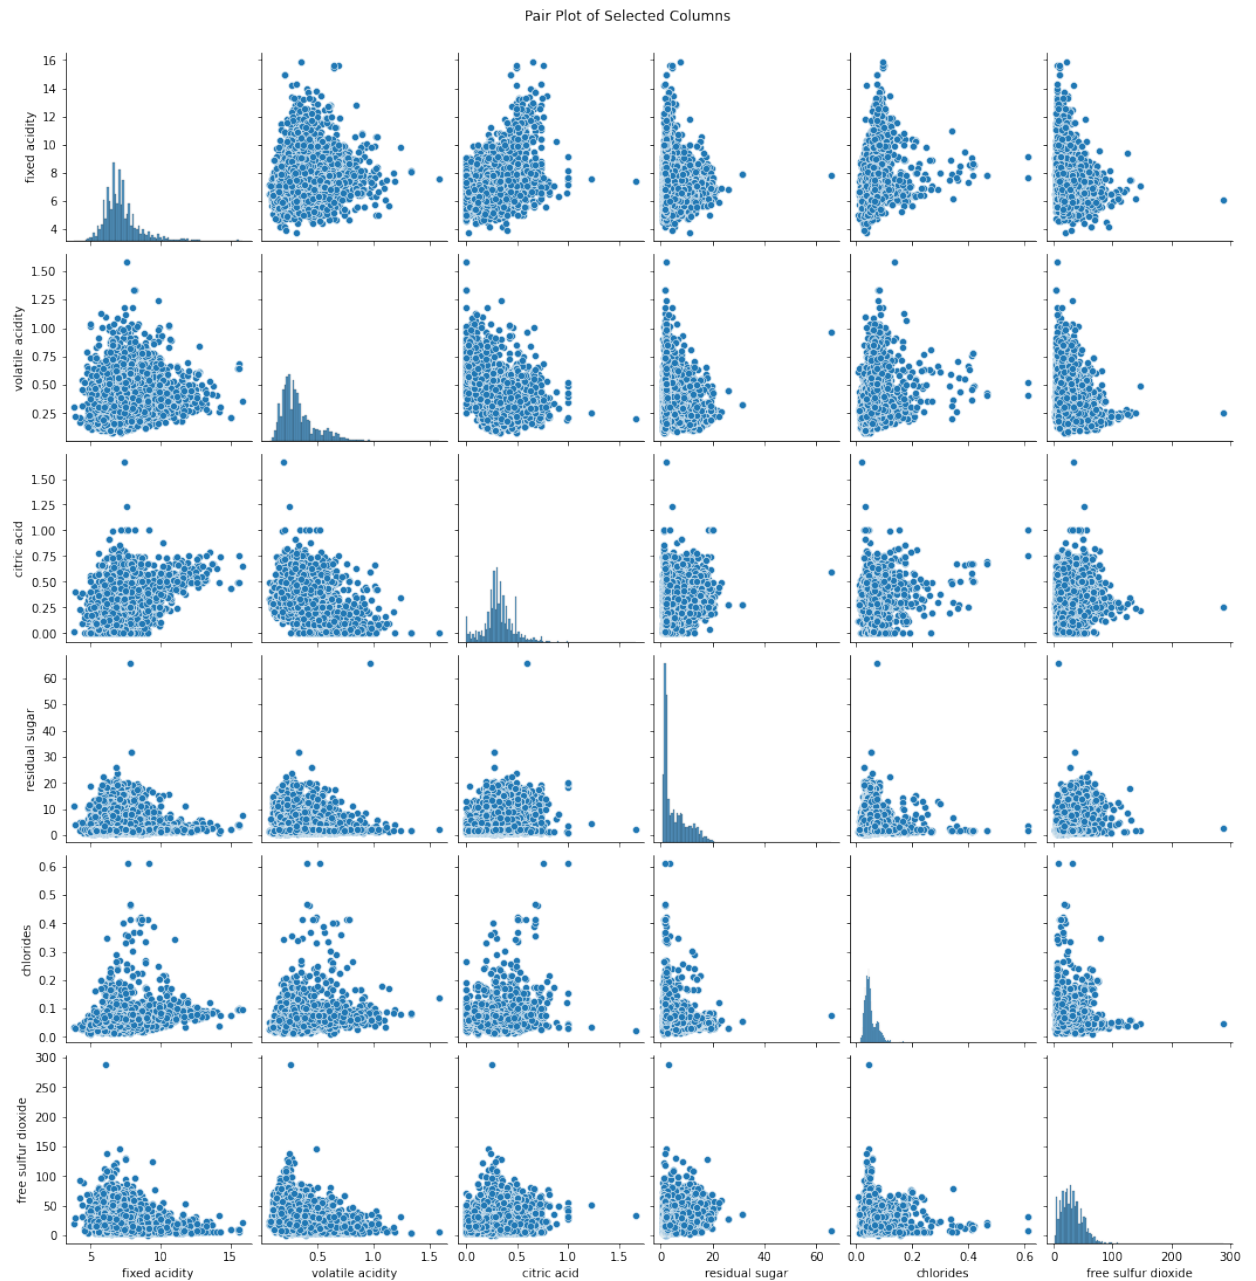 Pair Plot of Selected Columns
16
14
12
10
8
6
4
fixed acidity
1.50
1.25
1.00
0.75
0.50
0.25
volatile acidity
1.50
1.25
1.00
0.75
0.50
0.25
0.00
citric acid
60
50
40
30
20
10
0
residual sugar
0.6
0.5
0.4
0.3
0.2
0.1
0.0
chlorides
300
250
200
150
100
50
0
free sulfur dioxide
5 10 15
fixed acidity
0.5 1.0 1.5
volatile acidity
0.0 0.5 1.0 1.5
citric acid
0 20 40 60
residual sugar
0.0 0.2 0.4 0.6
chlorides
0 100 200 300
free sulfur dioxide